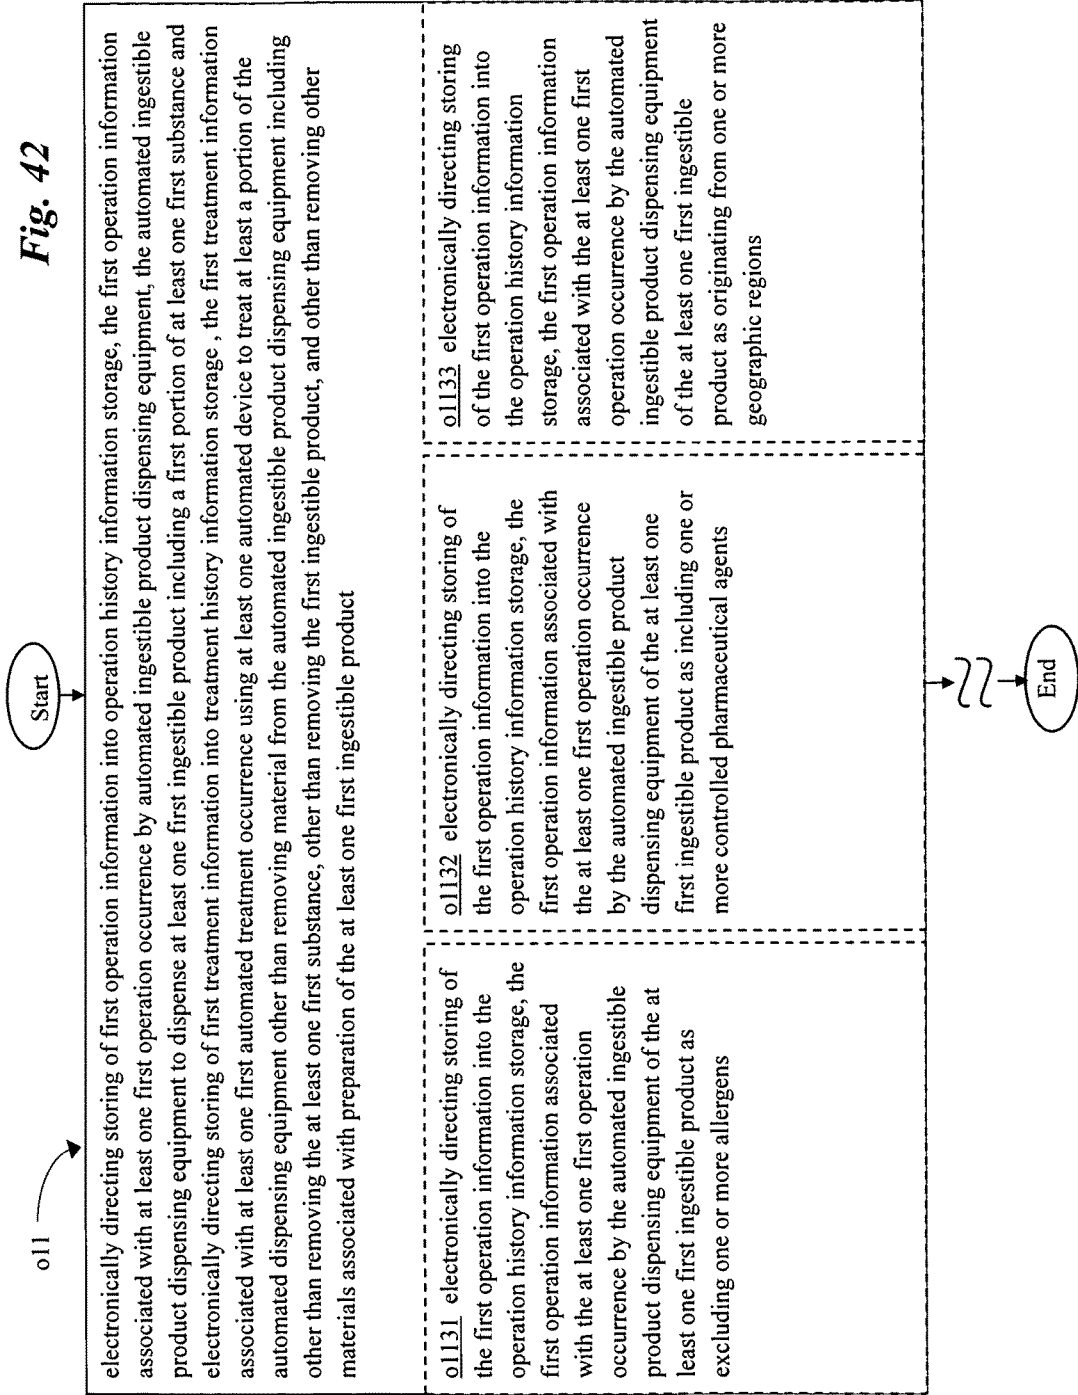 Fig. 42
Start
o11
electronically directing storing of first operation information into operation history information storage, the first operation information
associated with at least one first operation occurrence by automated ingestible product dispensing equipment, the automated ingestible
product dispensing equipment to dispense at least one first ingestible product including a first portion of at least one first substance and
electronically directing storing of first treatment information into treatment history information storage , the first treatment information
associated with at least one first automated treatment occurrence using at least one automated device to treat at least a portion of the
automated dispensing equipment other than removing material from the automated ingestible product dispensing equipment including
other than removing the at least one first substance, other than removing the first ingestible product, and other than removing other
materials associated with preparation of the at least one first ingestible product
o1131 electronically directing storing of
the first operation information into the
operation history information storage, the
first operation information associated
with the at least one first operation
occurrence by the automated ingestible
product dispensing equipment of the at
least one first ingestible product as
excluding one or more allergens
o1132 electronically directing storing of
the first operation information into the
operation history information storage, the
first operation information associated with
the at least one first operation occurrence
by the automated ingestible product
dispensing equipment of the at least one
first ingestible product as including one or
more controlled pharmaceutical agents
o1133 electronically directing storing
of the first operation information into
the operation history information
storage, the first operation information
associated with the at least one first
operation occurrence by the automated
ingestible product dispensing equipment
of the at least one first ingestible
product as originating from one or more
geographic regions
End